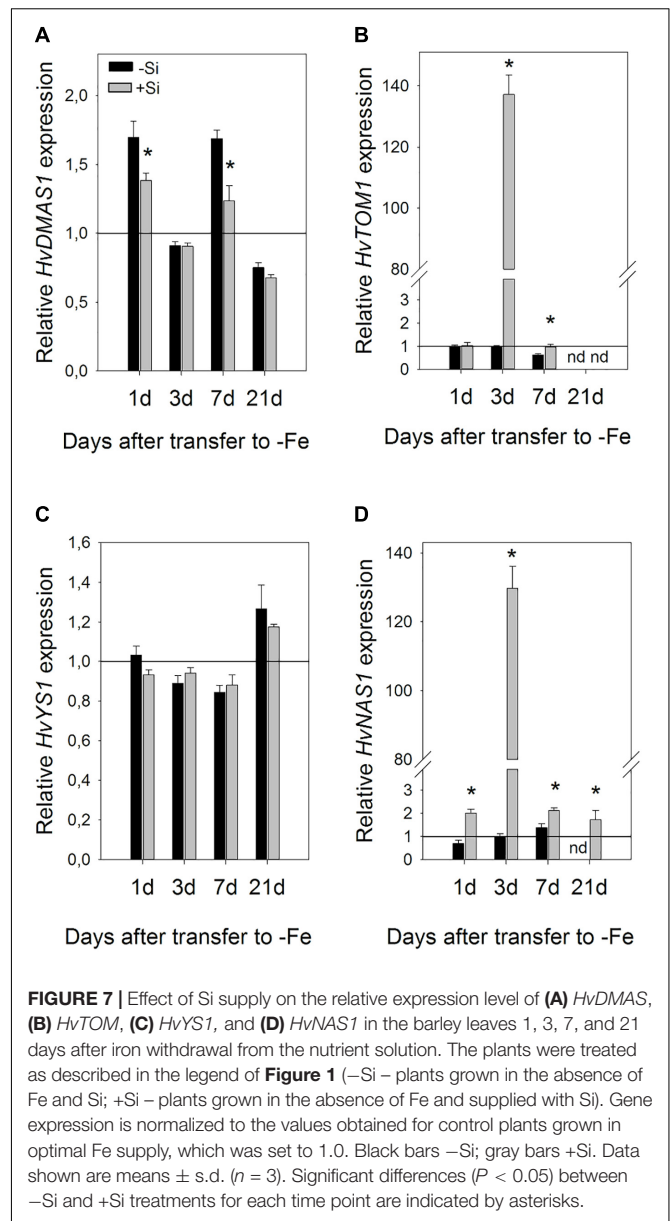 A
B
-Si
+Si
Relative HvDMAS1 expression
2,0
1,5
1,0
0,5
0,0
*
*
1d 3d 7d 21d
Days after transfer to -Fe
Relative HvTOM1 expression
140
120
100
80
3
2
1
0
*
*
nd nd
1d 3d 7d 21d
Days after transfer to -Fe
C
D
Relative HvYS1 expression
1,6
1,4
1,2
1,0
0,8
0,6
0,4
0,2
0,0
1d 3d 7d 21d
Days after transfer to -Fe
Relative HvNAS1 expression
140
120
100
80
3
2
1
0
*
*
*
*
nd
1d 3d 7d 21d
Days after transfer to -Fe
FIGURE 7 | Effect of Si supply on the relative expression level of (A) HvDMAS,
(B) HvTOM, (C) HvYS1, and (D) HvNAS1 in the barley leaves 1, 3, 7, and 21
days after iron withdrawal from the nutrient solution. The plants were treated
as described in the legend of Figure 1 (−Si – plants grown in the absence of
Fe and Si; +Si – plants grown in the absence of Fe and supplied with Si). Gene
expression is normalized to the values obtained for control plants grown in
optimal Fe supply, which was set to 1.0. Black bars −Si; gray bars +Si. Data
shown are means ± s.d. (n = 3). Significant differences (P < 0.05) between
−Si and +Si treatments for each time point are indicated by asterisks.